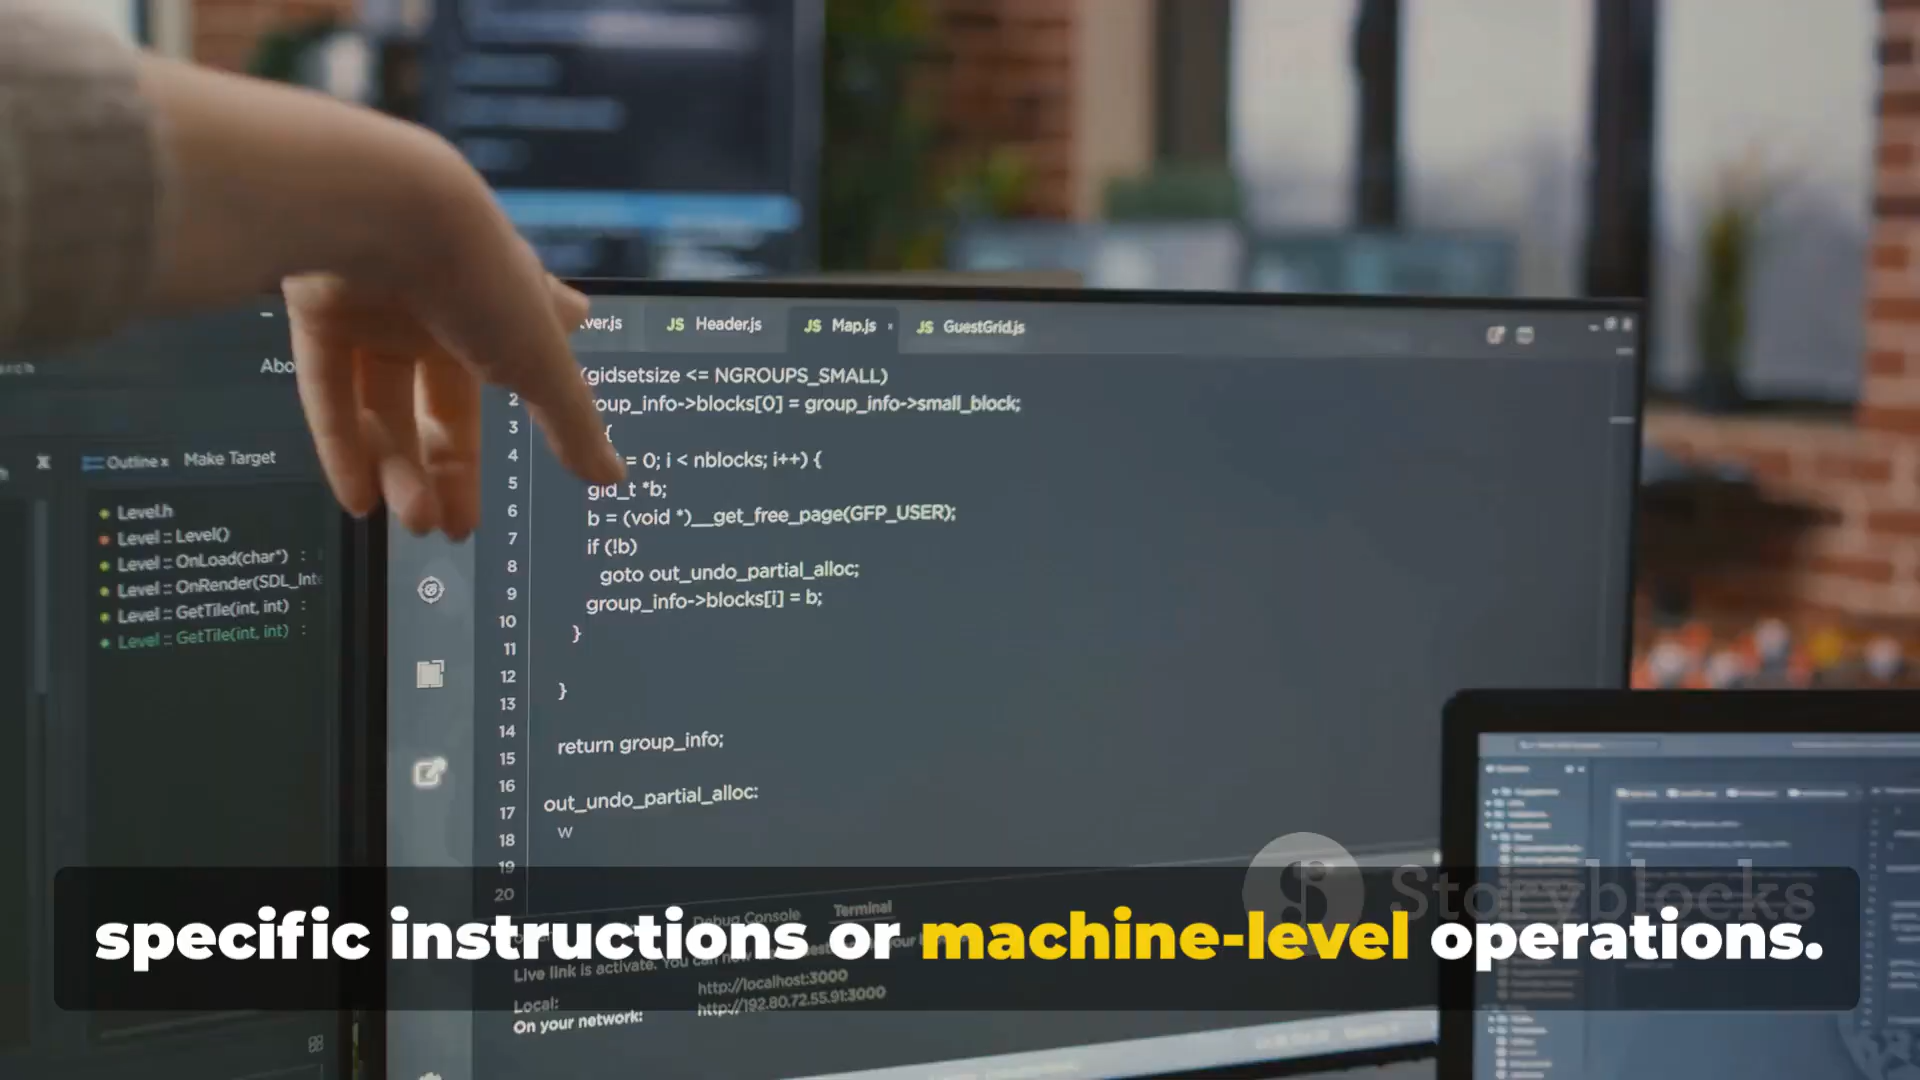 ver.js
JS Header.js
JS Map.js x
JS GuestGrid.js
Abo
(gidsetsize <= NGROUPS_SMALL)
2 oup_info->blocks[0] = group_info->small_block;
3 {
4 = 0; i < nblocks; i++) {
5 gid_t *b;
6 b = (void *)__get_free_page(GFP_USER);
7 if (!b)
8 goto out_undo_partial_alloc;
9 group_info->blocks[i] = b;
10 }
11
12 }
13
14 return group_info;
15
16 out_undo_partial_alloc:
17 w
18
19
20
X Outline x Make Target
Level.h
Level :: Level()
Level :: OnLoad(char*) :
Level :: OnRender(SDL_Int
Level :: GetTile(int, int) :
Level :: GetTile(int, int) :
Debug Console Terminal
Live link is activate. You can
Local: http://localhost:3000
On your network: http://192.80.72.55.91:3000
Storyblocks
specific instructions or machine-level operations.